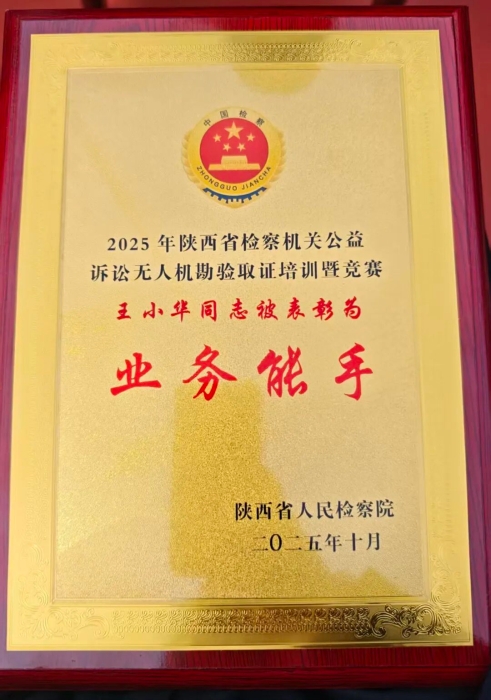 中国检察
ZHONGGUO JIANCHA
2025年陕西省检察机关公益
诉讼无人机勘验取证培训暨竞赛
王小华同志被表彰为
业务能手
陕西省人民检察院
二〇二五年十月